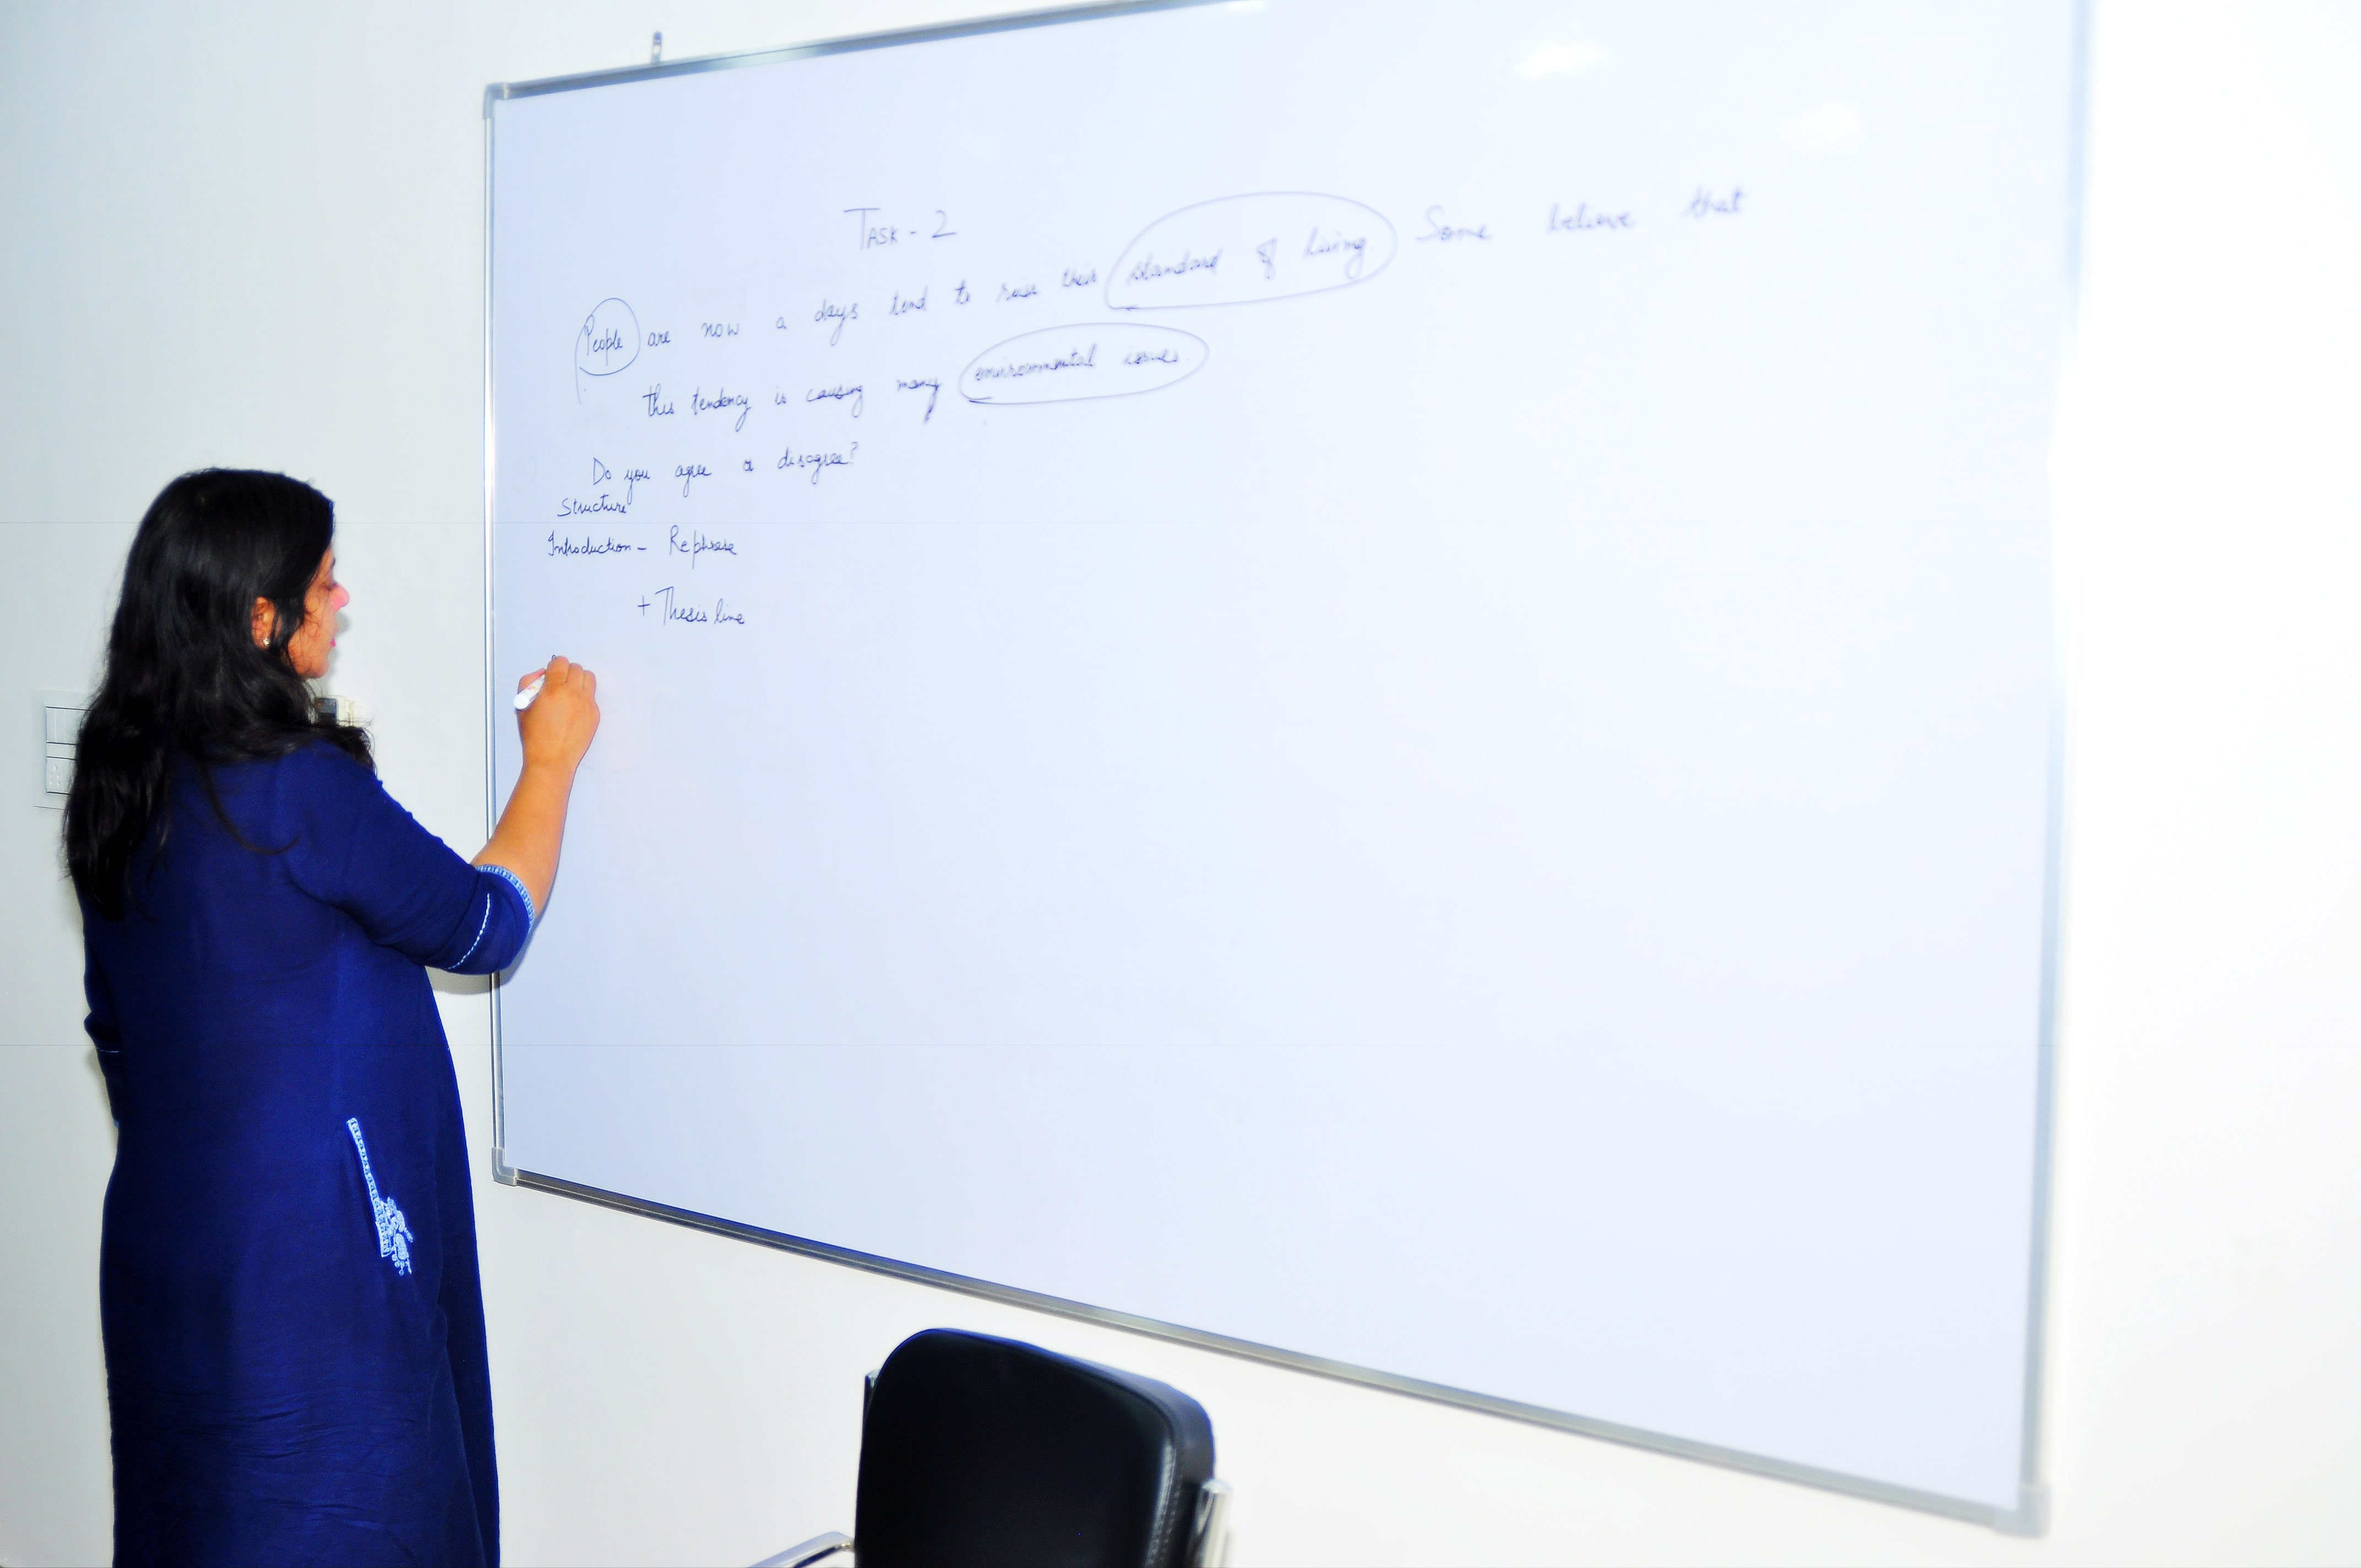 TASK - 2
People are now a days tend to raise their standard of living. Some believe that
this tendency is causing many environmental issues.
Do you agree or disagree?
Structure
Introduction - Rephrase
+ Thesis line